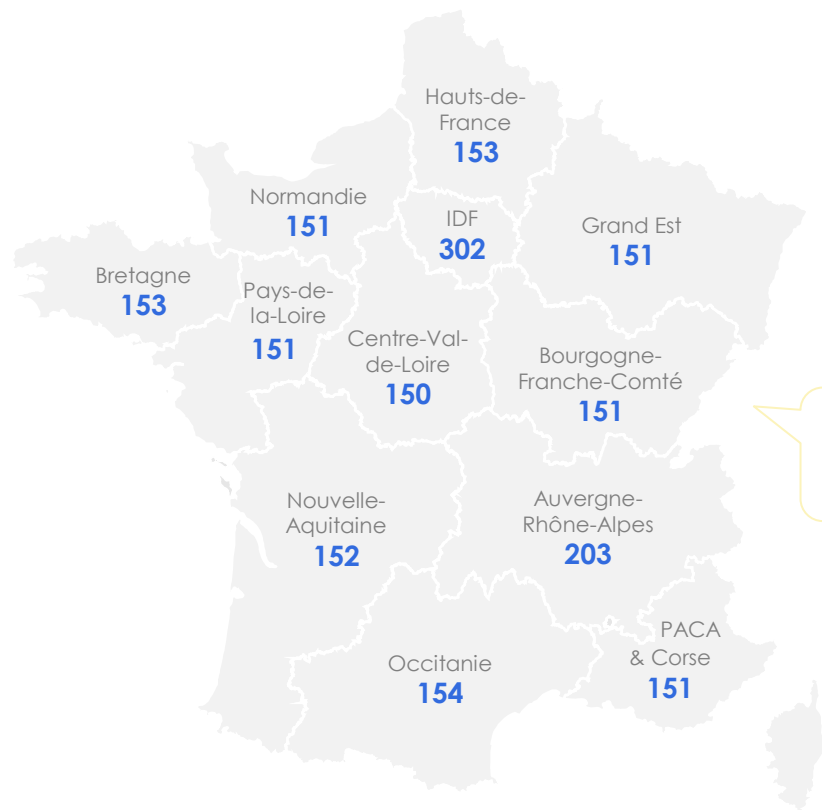 Hauts-de-
France
153
Normandie
151
IDF
302
Grand Est
151
Bretagne
153
Pays-de-
la-Loire
151
Centre-Val-
de-Loire
150
Bourgogne-
Franche-Comté
151
Nouvelle-
Aquitaine
152
Auvergne-
Rhône-Alpes
203
Occitanie
154
PACA
& Corse
151